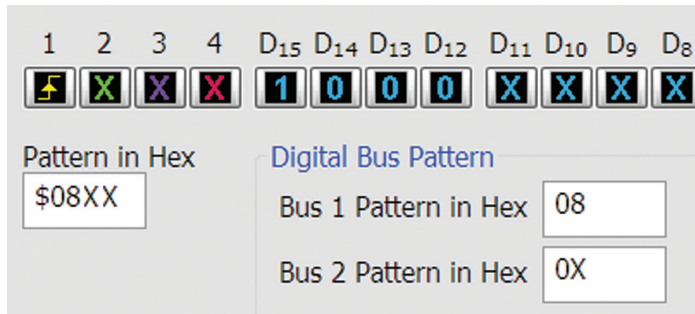 1 2 3 4 D₁₅ D₁₄ D₁₃ D₁₂ D₁₁ D₁₀ D₉ D₈
X X X 1 0 0 0 X X X X
Pattern in Hex
$08XX
Digital Bus Pattern
Bus 1 Pattern in Hex 08
Bus 2 Pattern in Hex 0X